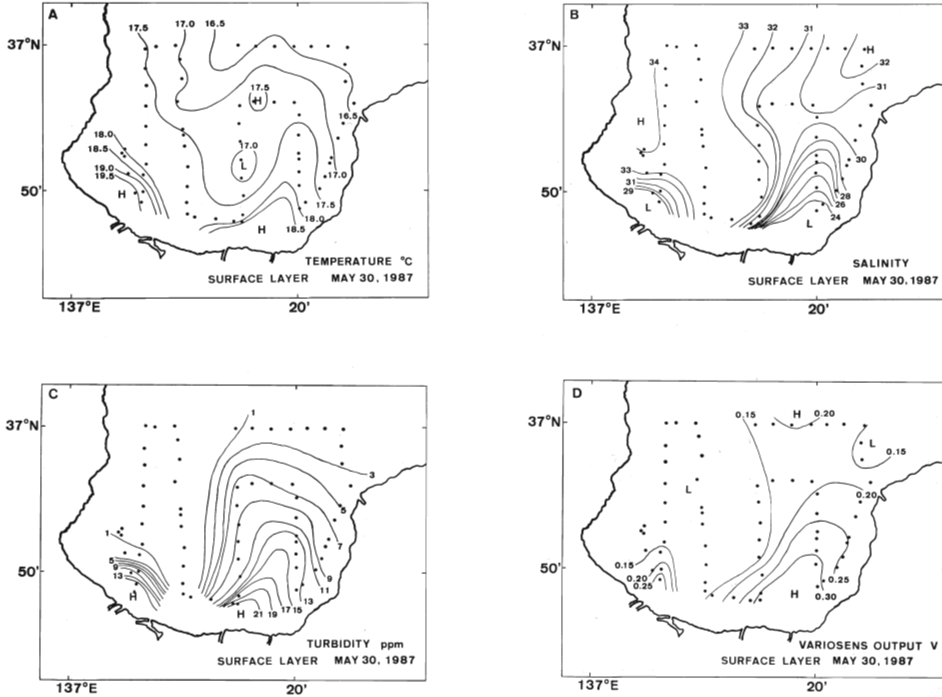 A
17.5
17.0
16.5
37°N
17.5
H
16.5
18.0
18.5
19.0
19.5
H
17.0
L
17.0
17.5
18.0
18.5
H
50'
TEMPERATURE °C
SURFACE LAYER MAY 30, 1987
137°E
20'
B
33
32
31
37°N
H
32
31
34
H
33
31
29
L
30
28
26
24
L
50'
SALINITY
SURFACE LAYER MAY 30, 1987
137°E
20'
C
1
37°N
3
5
7
1
5
9
13
H
9
11
13
15
17
19
21
H
50'
TURBIDITY ppm
SURFACE LAYER MAY 30, 1987
137°E
20'
D
0.15
H
0.20
37°N
L
0.15
L
0.20
0.15
0.20
0.25
0.25
0.30
H
50'
VARIOSENS OUTPUT V
SURFACE LAYER MAY 30, 1987
137°E
20'